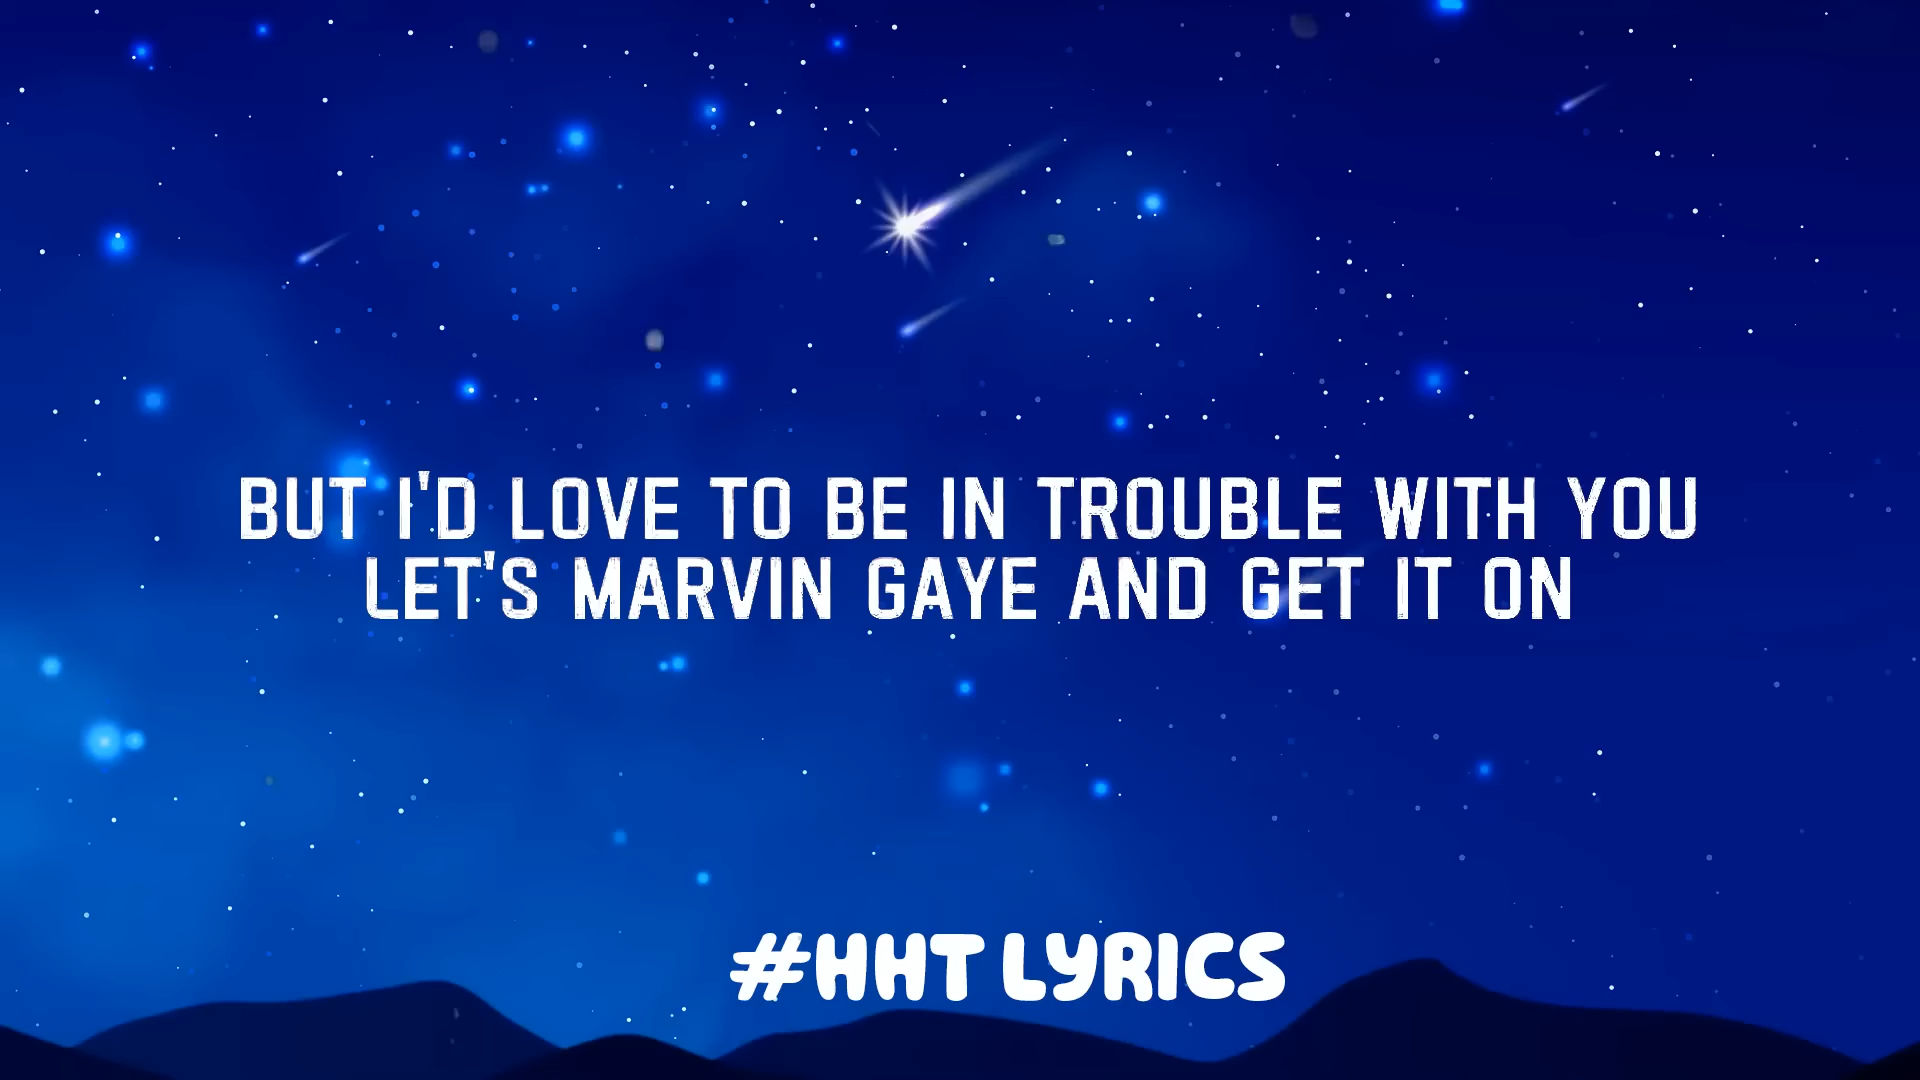 BUT I'D LOVE TO BE IN TROUBLE WITH YOU
LET'S MARVIN GAYE AND GET IT ON
#HHT LYRICS